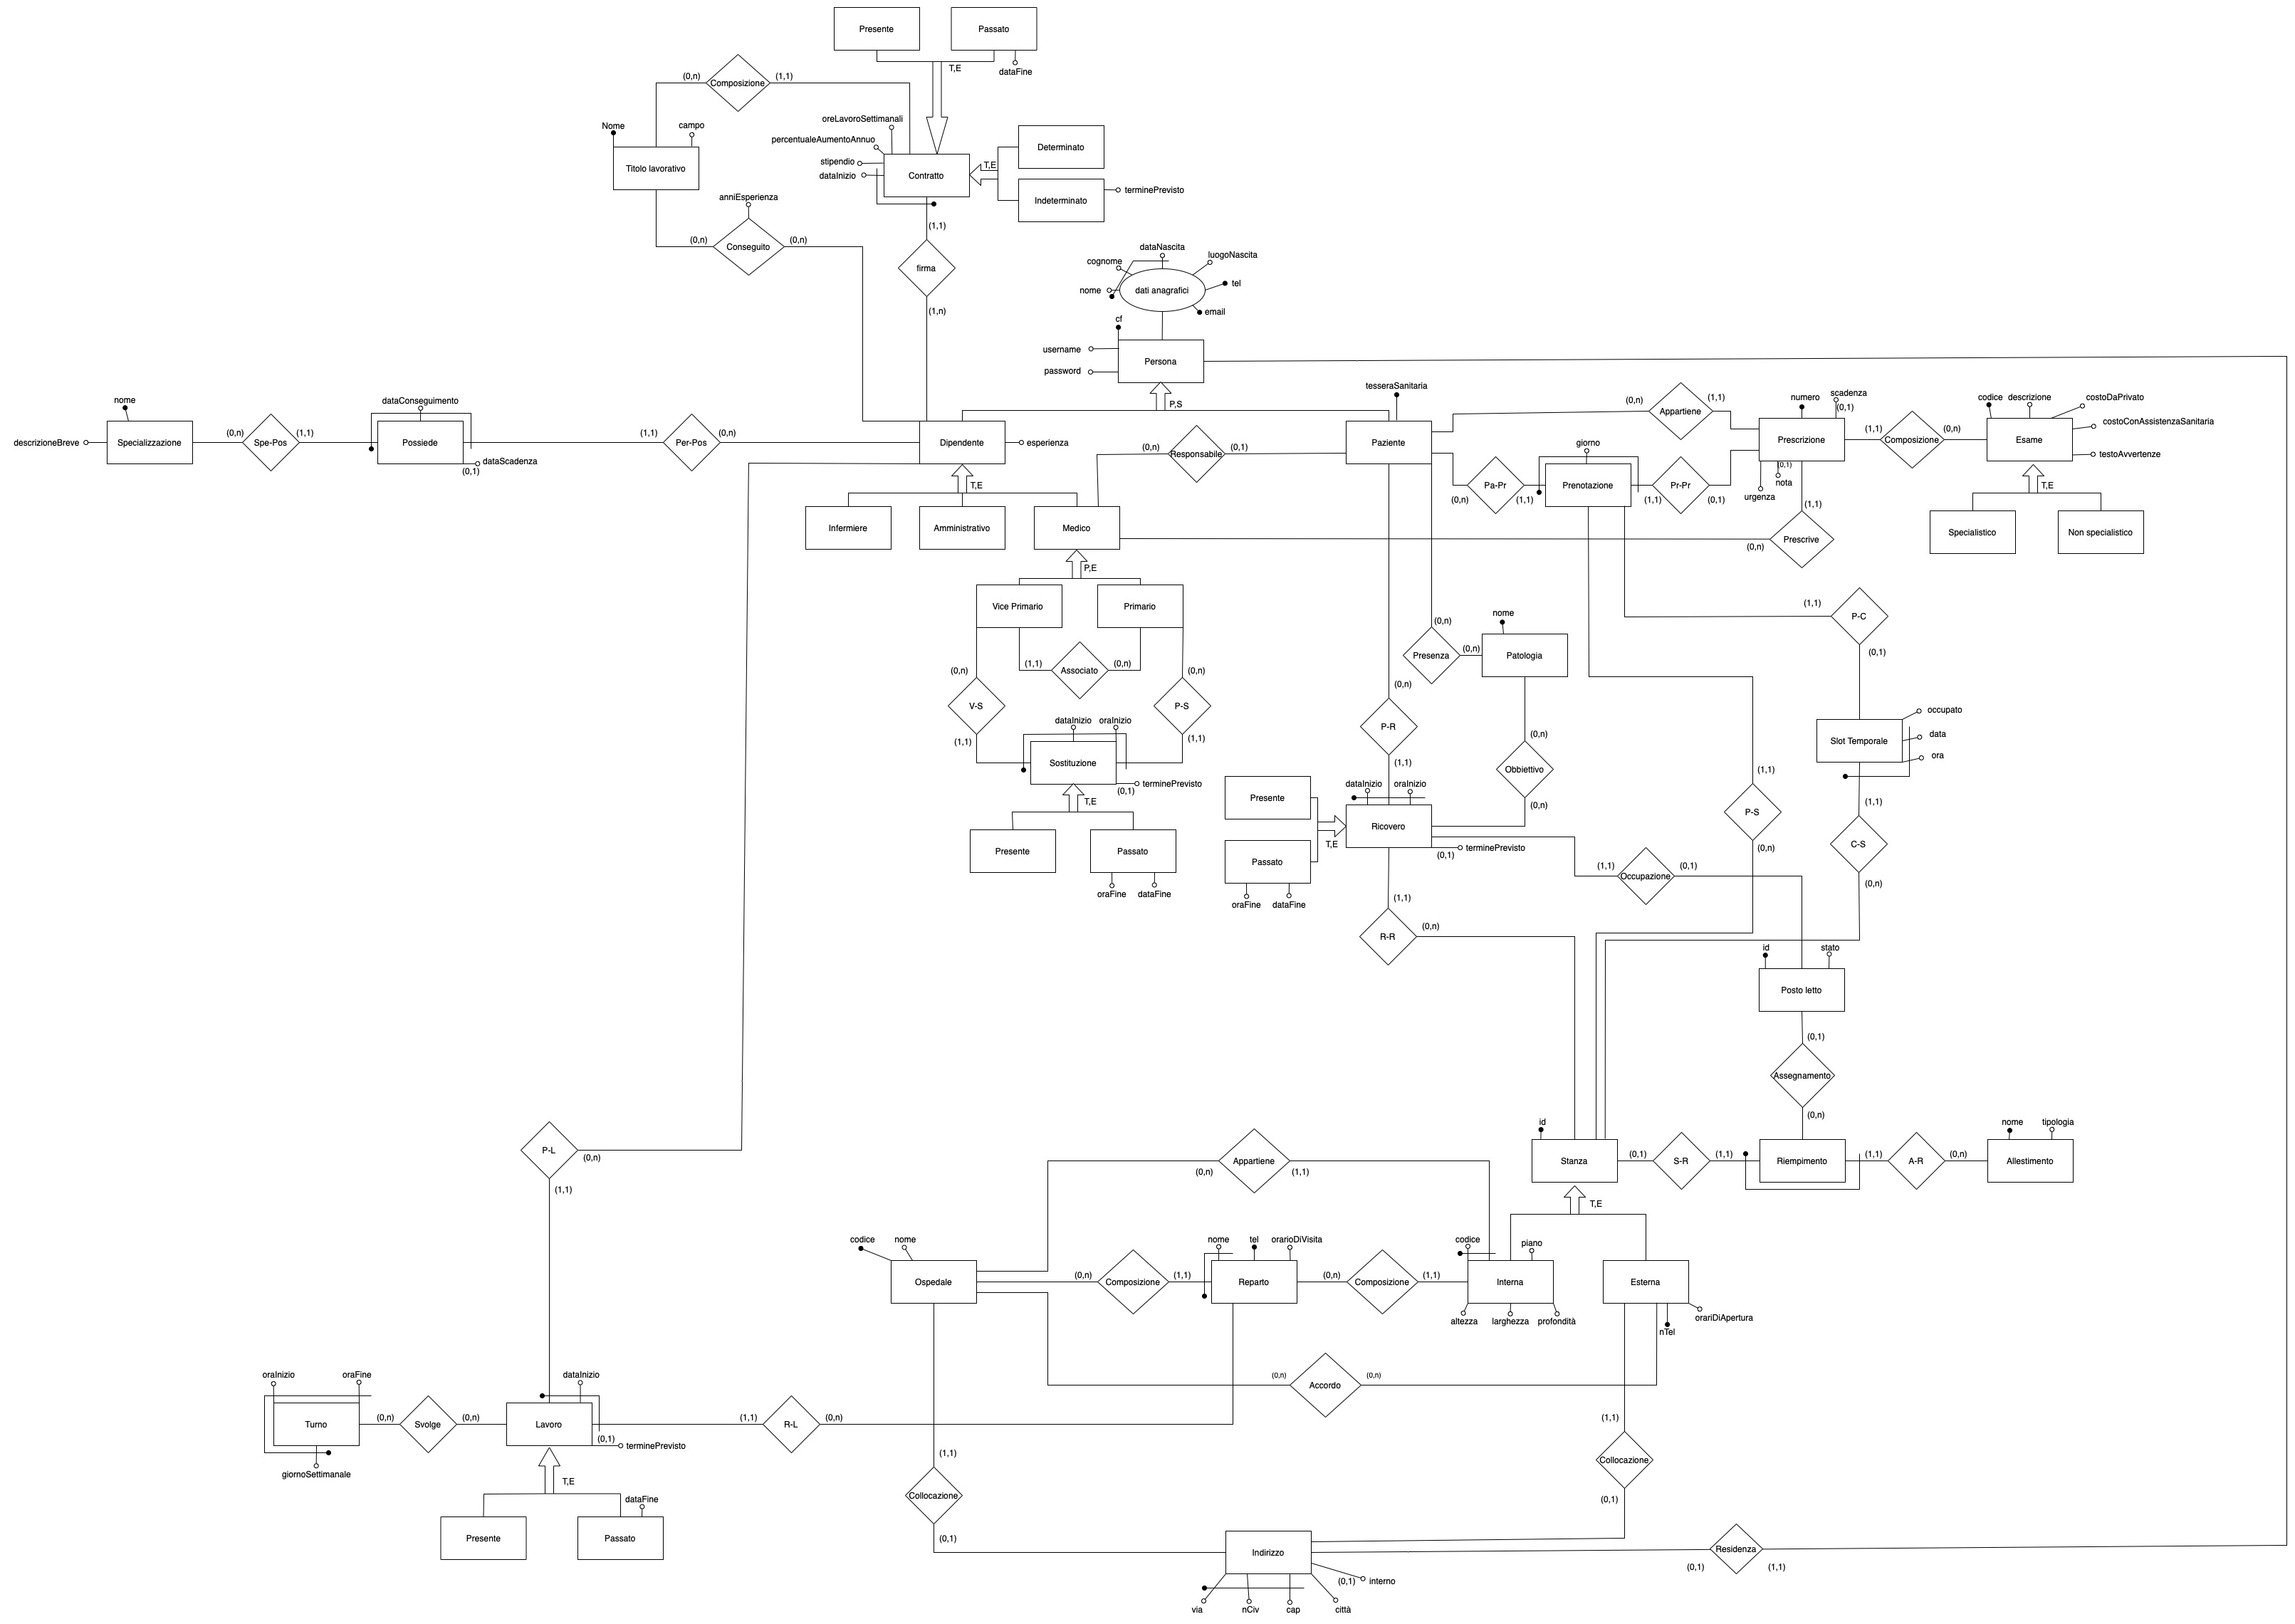 Presente
Passato
T,E
dataFine
(0,n)
Composizione
(1,1)
oreLavoroSettimanali
percentualeAumentoAnnuo
stipendio
dataInizio
Contratto
T,E
Determinato
Indeterminato
terminePrevisto
Nome
campo
Titolo lavorativo
anniEsperienza
(0,n)
Conseguito
(0,n)
(1,1)
firma
(1,n)
dataNascita
cognome
luogoNascita
nome
dati anagrafici
tel
email
cf
username
password
Persona
P,S
nome
descrizioneBreve
Specializzazione
(0,n)
Spe-Pos
(1,1)
dataConseguimento
Possiede
dataScadenza
(0,1)
(1,1)
Per-Pos
(0,n)
Dipendente
esperienza
T,E
Infermiere
Amministrativo
Medico
(0,n)
Responsabile
(0,1)
tesseraSanitaria
Paziente
(0,n)
Appartiene
(1,1)
numero
scadenza
(0,1)
Prescrizione
(0,1)
nota
urgenza
(1,1)
Composizione
(0,n)
codice
descrizione
costoDaPrivato
costoConAssistenzaSanitaria
testoAvvertenze
Esame
T,E
Specialistico
Non specialistico
(0,n)
Pa-Pr
(1,1)
giorno
Prenotazione
(1,1)
Pr-Pr
(0,1)
(1,1)
Prescrive
(0,n)
P,E
Vice Primario
Primario
(1,1)
Associato
(0,n)
(0,n)
V-S
(1,1)
(0,n)
P-S
(1,1)
dataInizio
oraInizio
Sostituzione
terminePrevisto
(0,1)
T,E
Presente
Passato
oraFine
dataFine
(0,n)
Presenza
(0,n)
nome
Patologia
(0,n)
Obbiettivo
(0,n)
(0,n)
P-R
(1,1)
dataInizio
oraInizio
Ricovero
terminePrevisto
(0,1)
T,E
Presente
Passato
oraFine
dataFine
(1,1)
R-R
(0,n)
(1,1)
Occupazione
(0,1)
(1,1)
P-C
(0,1)
occupato
data
ora
Slot Temporale
(1,1)
C-S
(0,n)
(1,1)
P-S
(0,n)
id
stato
Posto letto
(0,1)
Assegnamento
(0,n)
id
Stanza
(0,1)
S-R
(1,1)
Riempimento
(1,1)
A-R
(0,n)
nome
tipologia
Allestimento
T,E
P-L
(0,n)
(1,1)
(0,n)
Appartiene
(1,1)
codice
nome
Ospedale
(0,n)
Composizione
(1,1)
nome
tel
orarioDiVisita
Reparto
(0,n)
Composizione
(1,1)
codice
piano
Interna
altezza
larghezza
profondità
Esterna
orariDiApertura
nTel
(0,n)
Accordo
(0,n)
oraInizio
oraFine
Turno
giornoSettimanale
(0,n)
Svolge
(0,n)
dataInizio
Lavoro
(0,1)
terminePrevisto
(1,1)
R-L
(0,n)
T,E
Presente
Passato
dataFine
(1,1)
Collocazione
(0,1)
(1,1)
Collocazione
(0,1)
Indirizzo
(0,1)
interno
via
nCiv
cap
città
(0,1)
Residenza
(1,1)